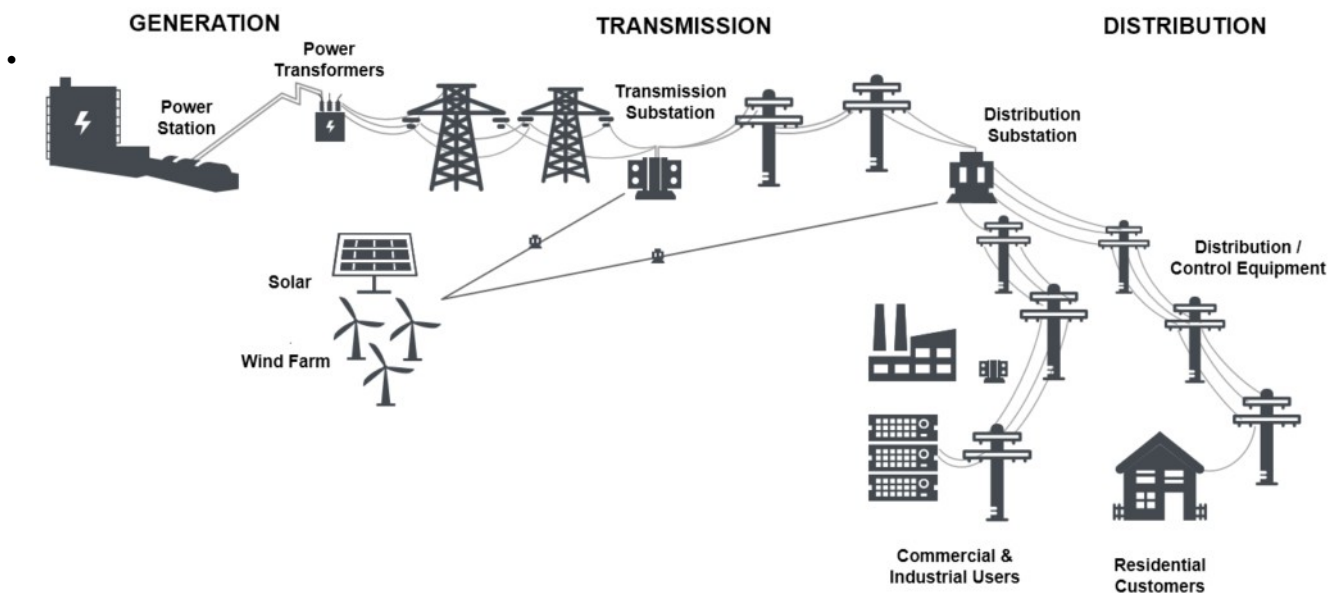 GENERATION
TRANSMISSION
DISTRIBUTION
Power
Transformers
Power
Station
Transmission
Substation
Distribution
Substation
Solar
Wind Farm
Distribution /
Control Equipment
Commercial &
Industrial Users
Residential
Customers